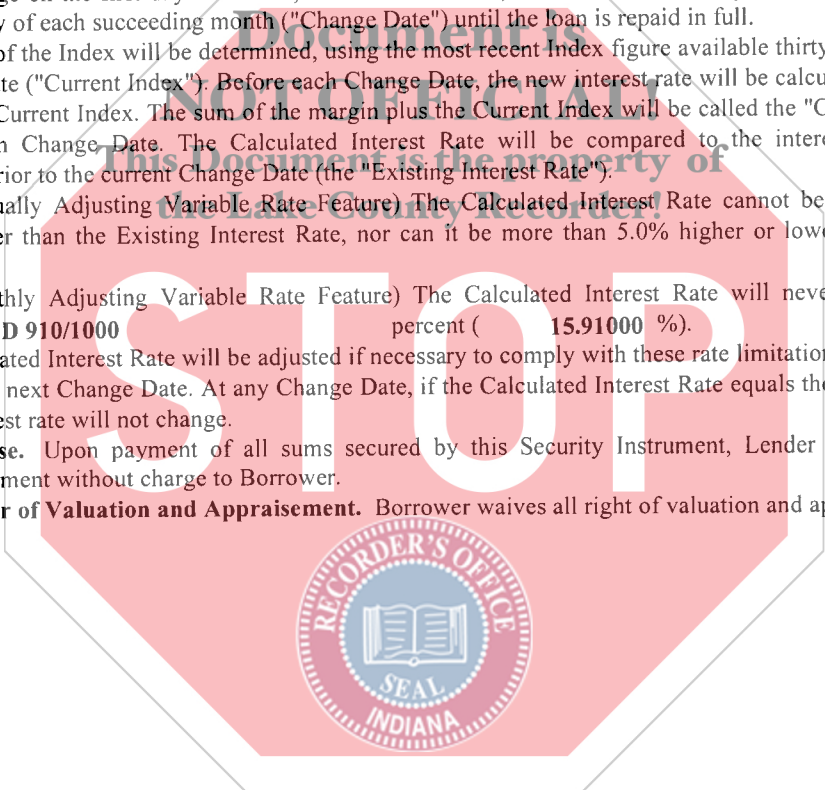 y of each succeeding month ("Change Date") until the loan is repaid in full.
of the Index will be determined, using the most recent Index figure available thirty
te ("Current Index"). Before each Change Date, the new interest rate will be calcu
Current Index. The sum of the margin plus the Current Index will be called the "C
n Change Date. The Calculated Interest Rate will be compared to the inter
rior to the current Change Date (the "Existing Interest Rate").
ually Adjusting Variable Rate Feature) The Calculated Interest Rate cannot be
er than the Existing Interest Rate, nor can it be more than 5.0% higher or lowe
thly Adjusting Variable Rate Feature) The Calculated Interest Rate will neve
D 910/1000 percent ( 15.91000 %).
ated Interest Rate will be adjusted if necessary to comply with these rate limitation
next Change Date. At any Change Date, if the Calculated Interest Rate equals the
est rate will not change.
se. Upon payment of all sums secured by this Security Instrument, Lender
ment without charge to Borrower.
r of Valuation and Appraisement. Borrower waives all right of valuation and ap
Document is
NOT OFFICIAL!
This Document is the property of
the Lake County Recorder!
STOP
RECORDER'S OFFICE
SEAL
INDIANA